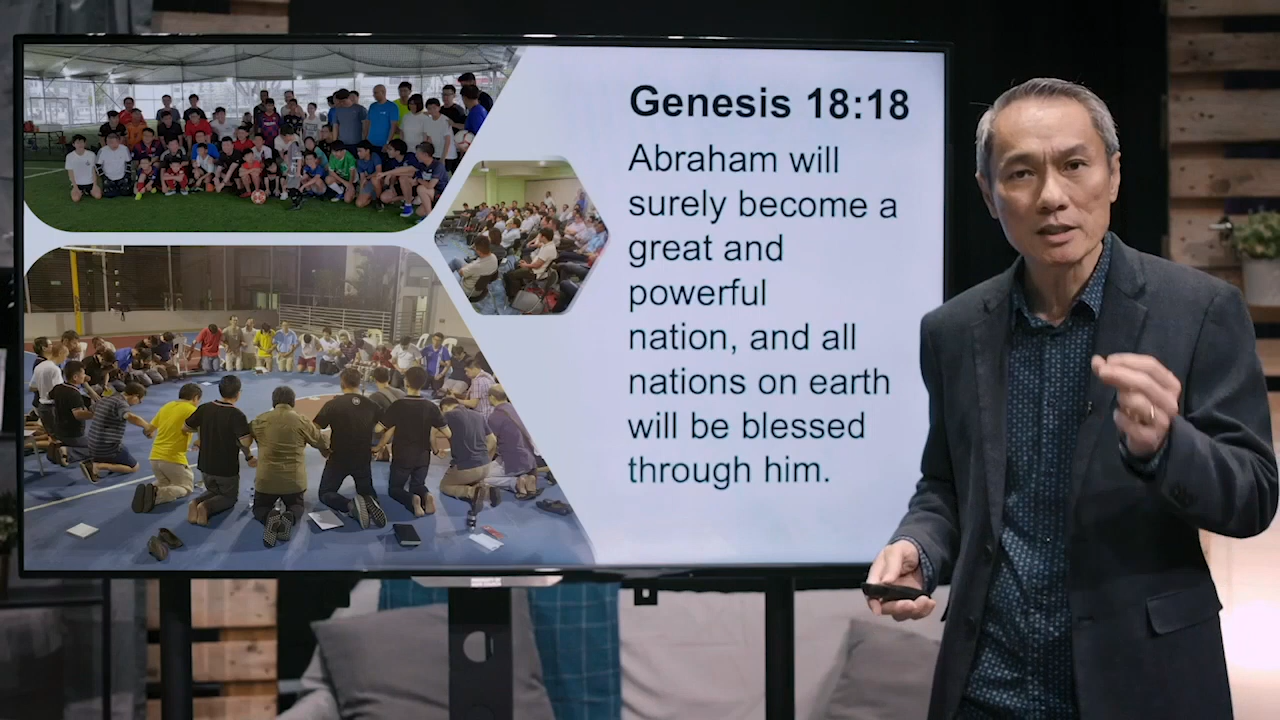 Genesis 18:18
Abraham will
surely become a
great and
powerful
nation, and all
nations on earth
will be blessed
through him.